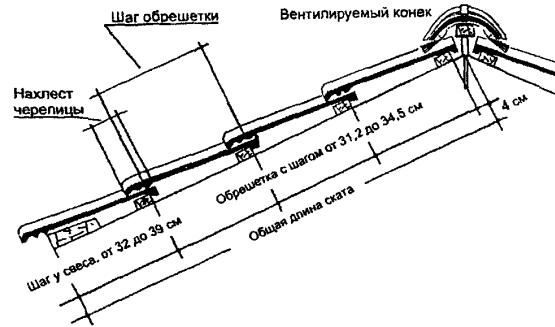 Шаг обрешетки
Вентилируемый конек
Нахлест
черепицы
4 см
Обрешетка с шагом от 31,2 до 34,5 см
Общая длина ската
Шаг у свеса, от 32 до 39 см